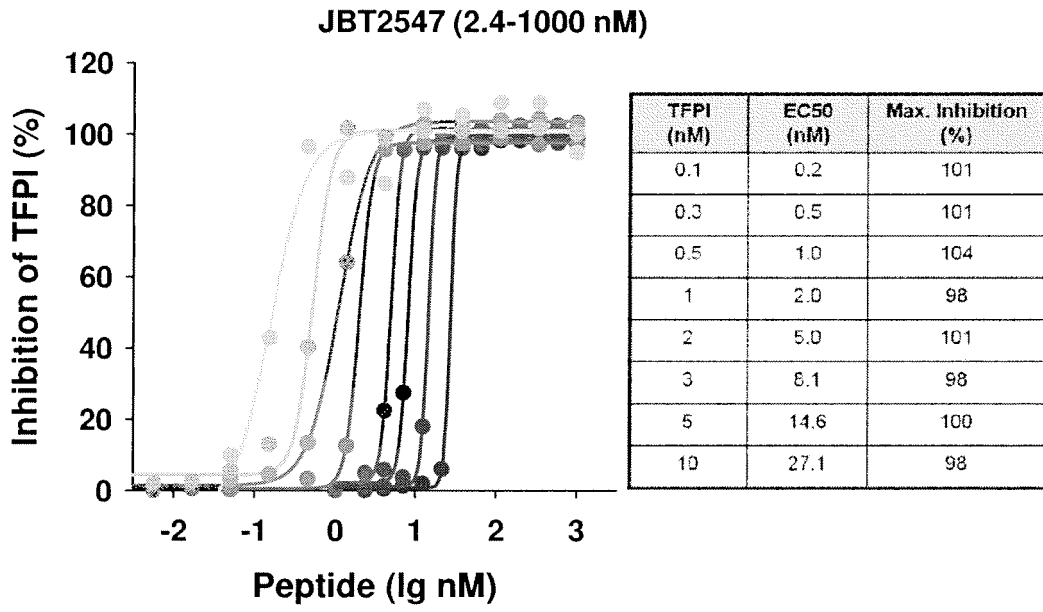 JBT2547 (2.4-1000 nM)
Inhibition of TFPI (%)
120
100
80
60
40
20
0
-2 -1 0 1 2 3
Peptide (lg nM)
TFPI (nM) EC50 (nM) Max. Inhibition (%)
0.1 0.2 101
0.3 0.5 101
0.5 1.0 104
1 2.0 98
2 5.0 101
3 8.1 98
5 14.6 100
10 27.1 98